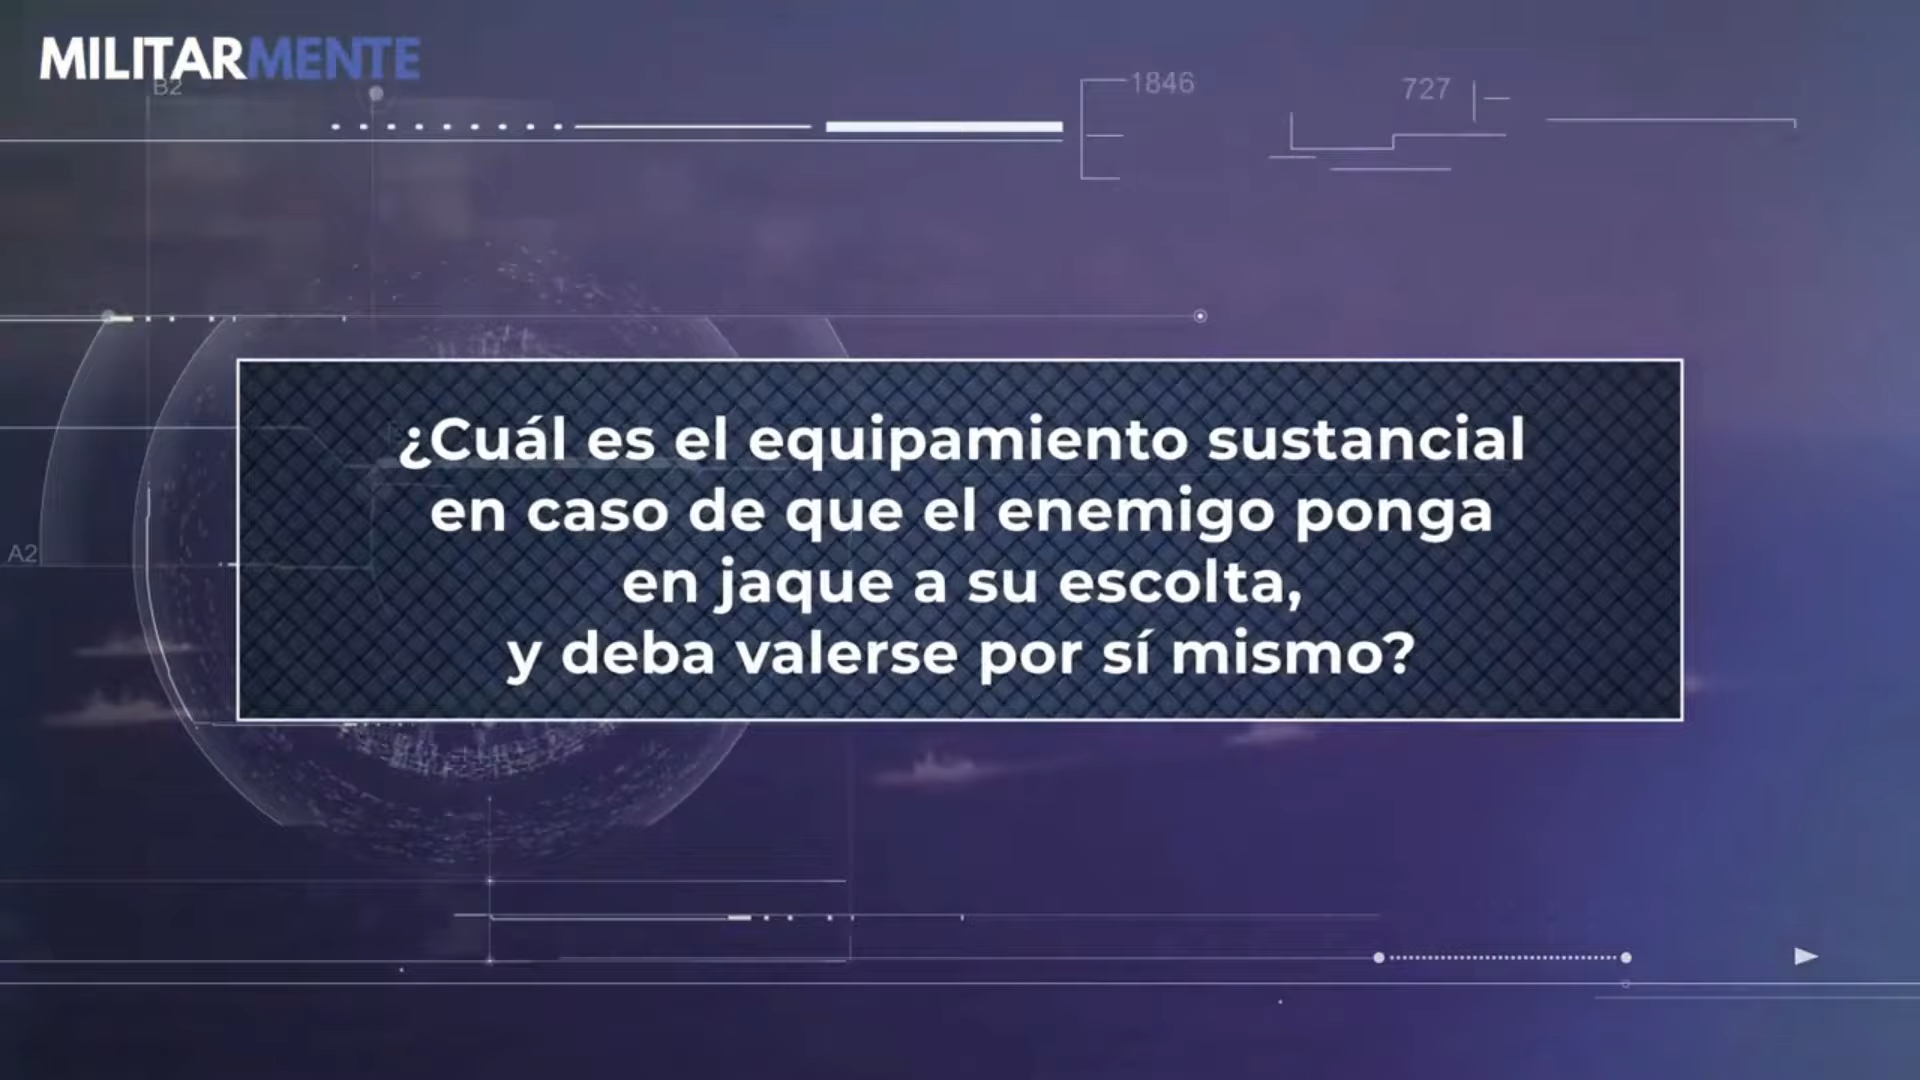 MILITARMENTE
B2
1846
727
¿Cuál es el equipamiento sustancial
en caso de que el enemigo ponga
en jaque a su escolta,
y deba valerse por sí mismo?
A2